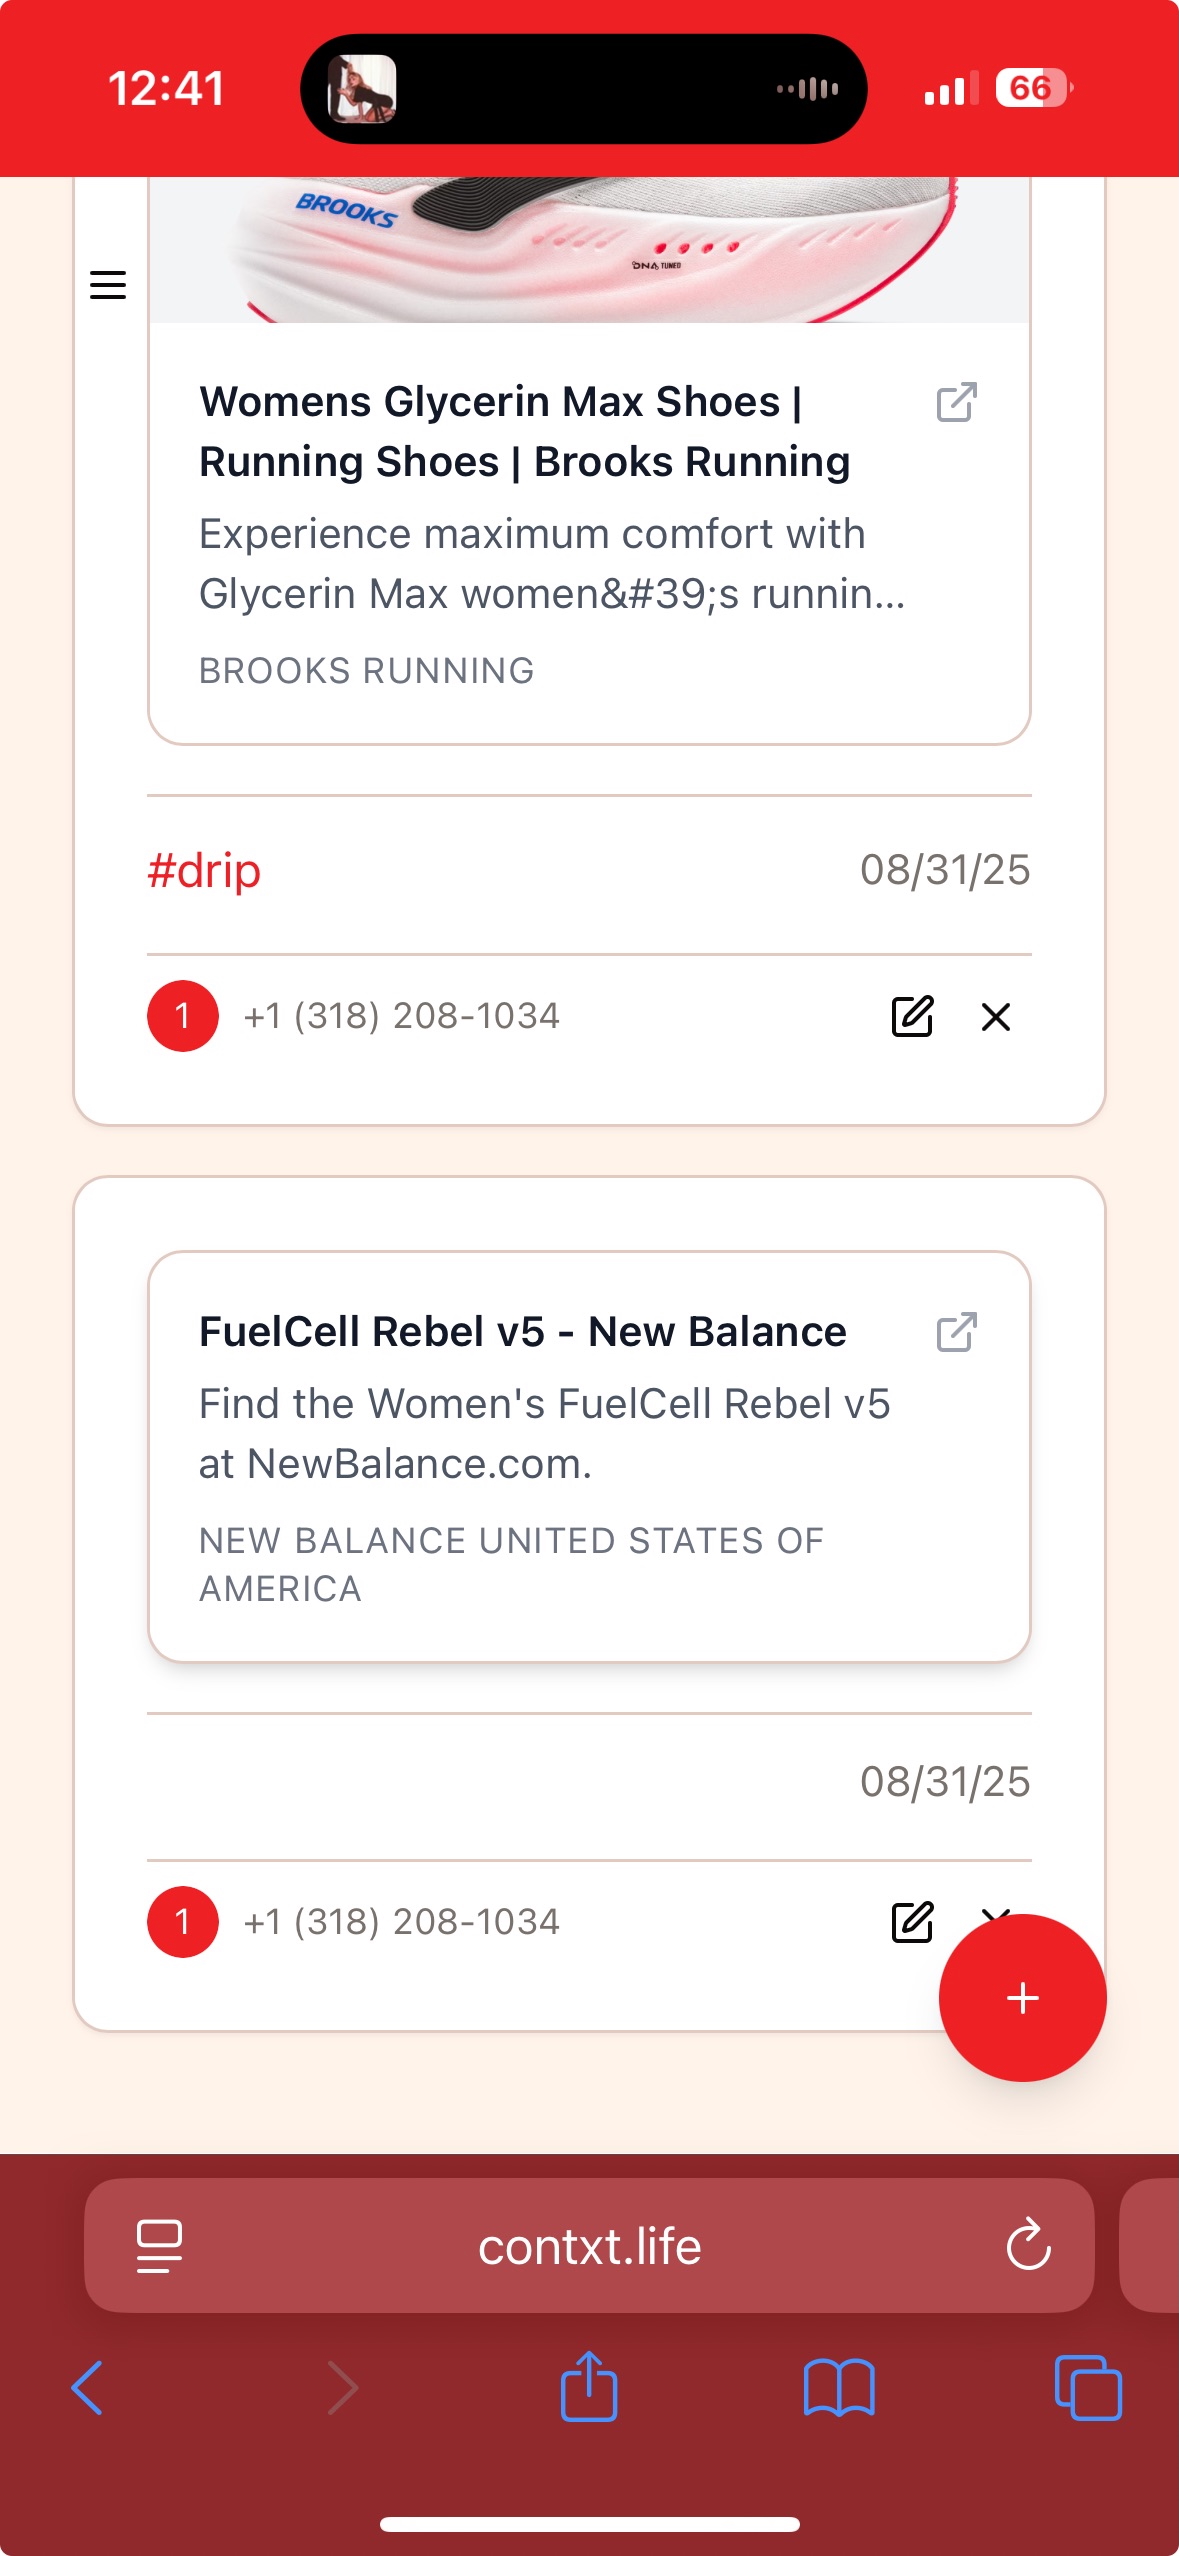 12:41
66
BROOKS
DNA TUNED
Womens Glycerin Max Shoes |
Running Shoes | Brooks Running
Experience maximum comfort with
Glycerin Max women&#39;s runnin...
BROOKS RUNNING
#drip
08/31/25
1
+1 (318) 208-1034
FuelCell Rebel v5 - New Balance
Find the Women's FuelCell Rebel v5
at NewBalance.com.
NEW BALANCE UNITED STATES OF
AMERICA
08/31/25
1
+1 (318) 208-1034
contxt.life